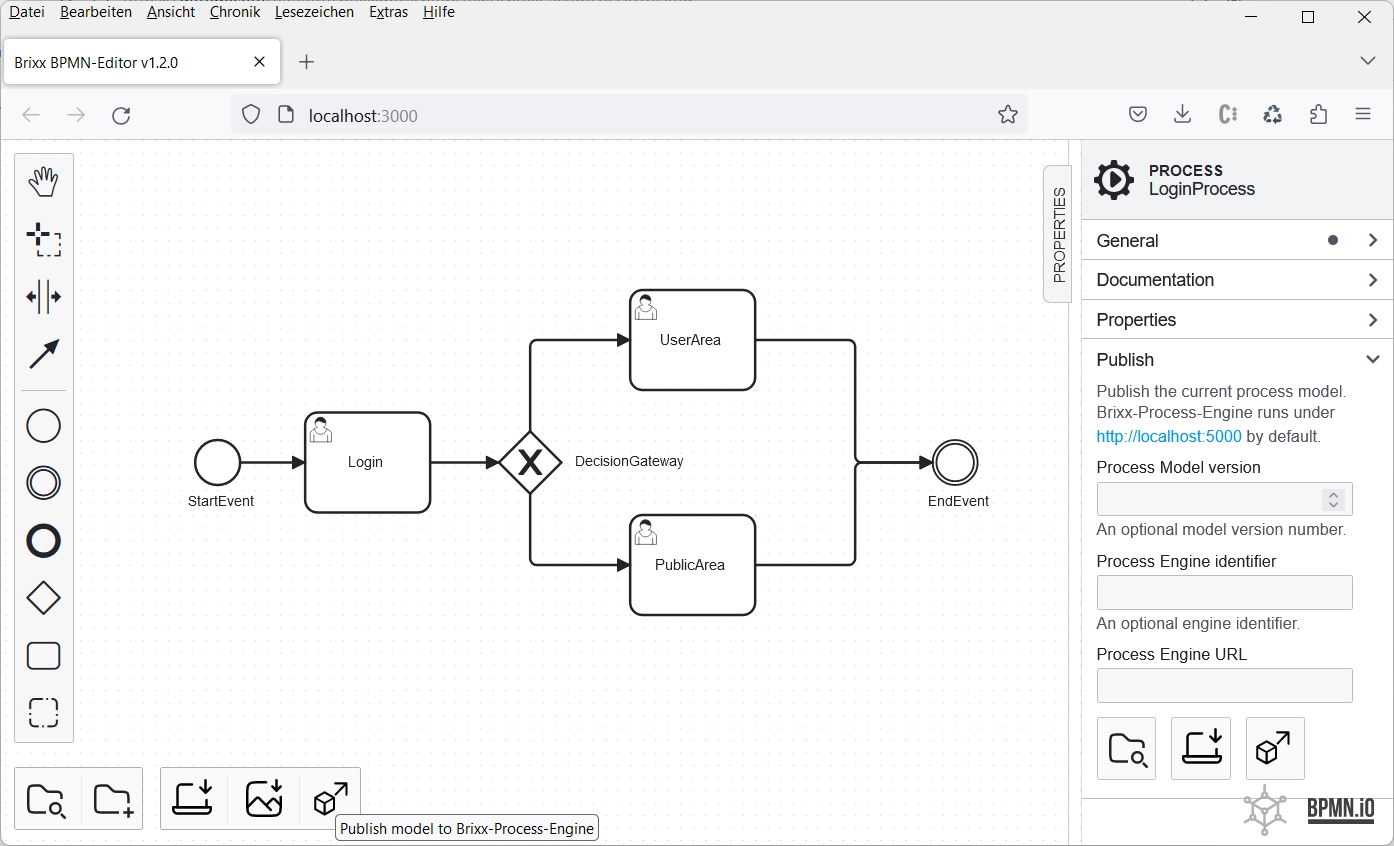 Datei Bearbeiten Ansicht Chronik Lesezeichen Extras Hilfe
Brixx BPMN-Editor v1.2.0
localhost:3000
PROPERTIES
PROCESS
LoginProcess
General
Documentation
Properties
Publish
Publish the current process model.
Brixx-Process-Engine runs under
http://localhost:5000 by default.
Process Model version
An optional model version number.
Process Engine identifier
An optional engine identifier.
Process Engine URL
UserArea
Login
X
DecisionGateway
StartEvent
EndEvent
PublicArea
Publish model to Brixx-Process-Engine
BPMN.iO